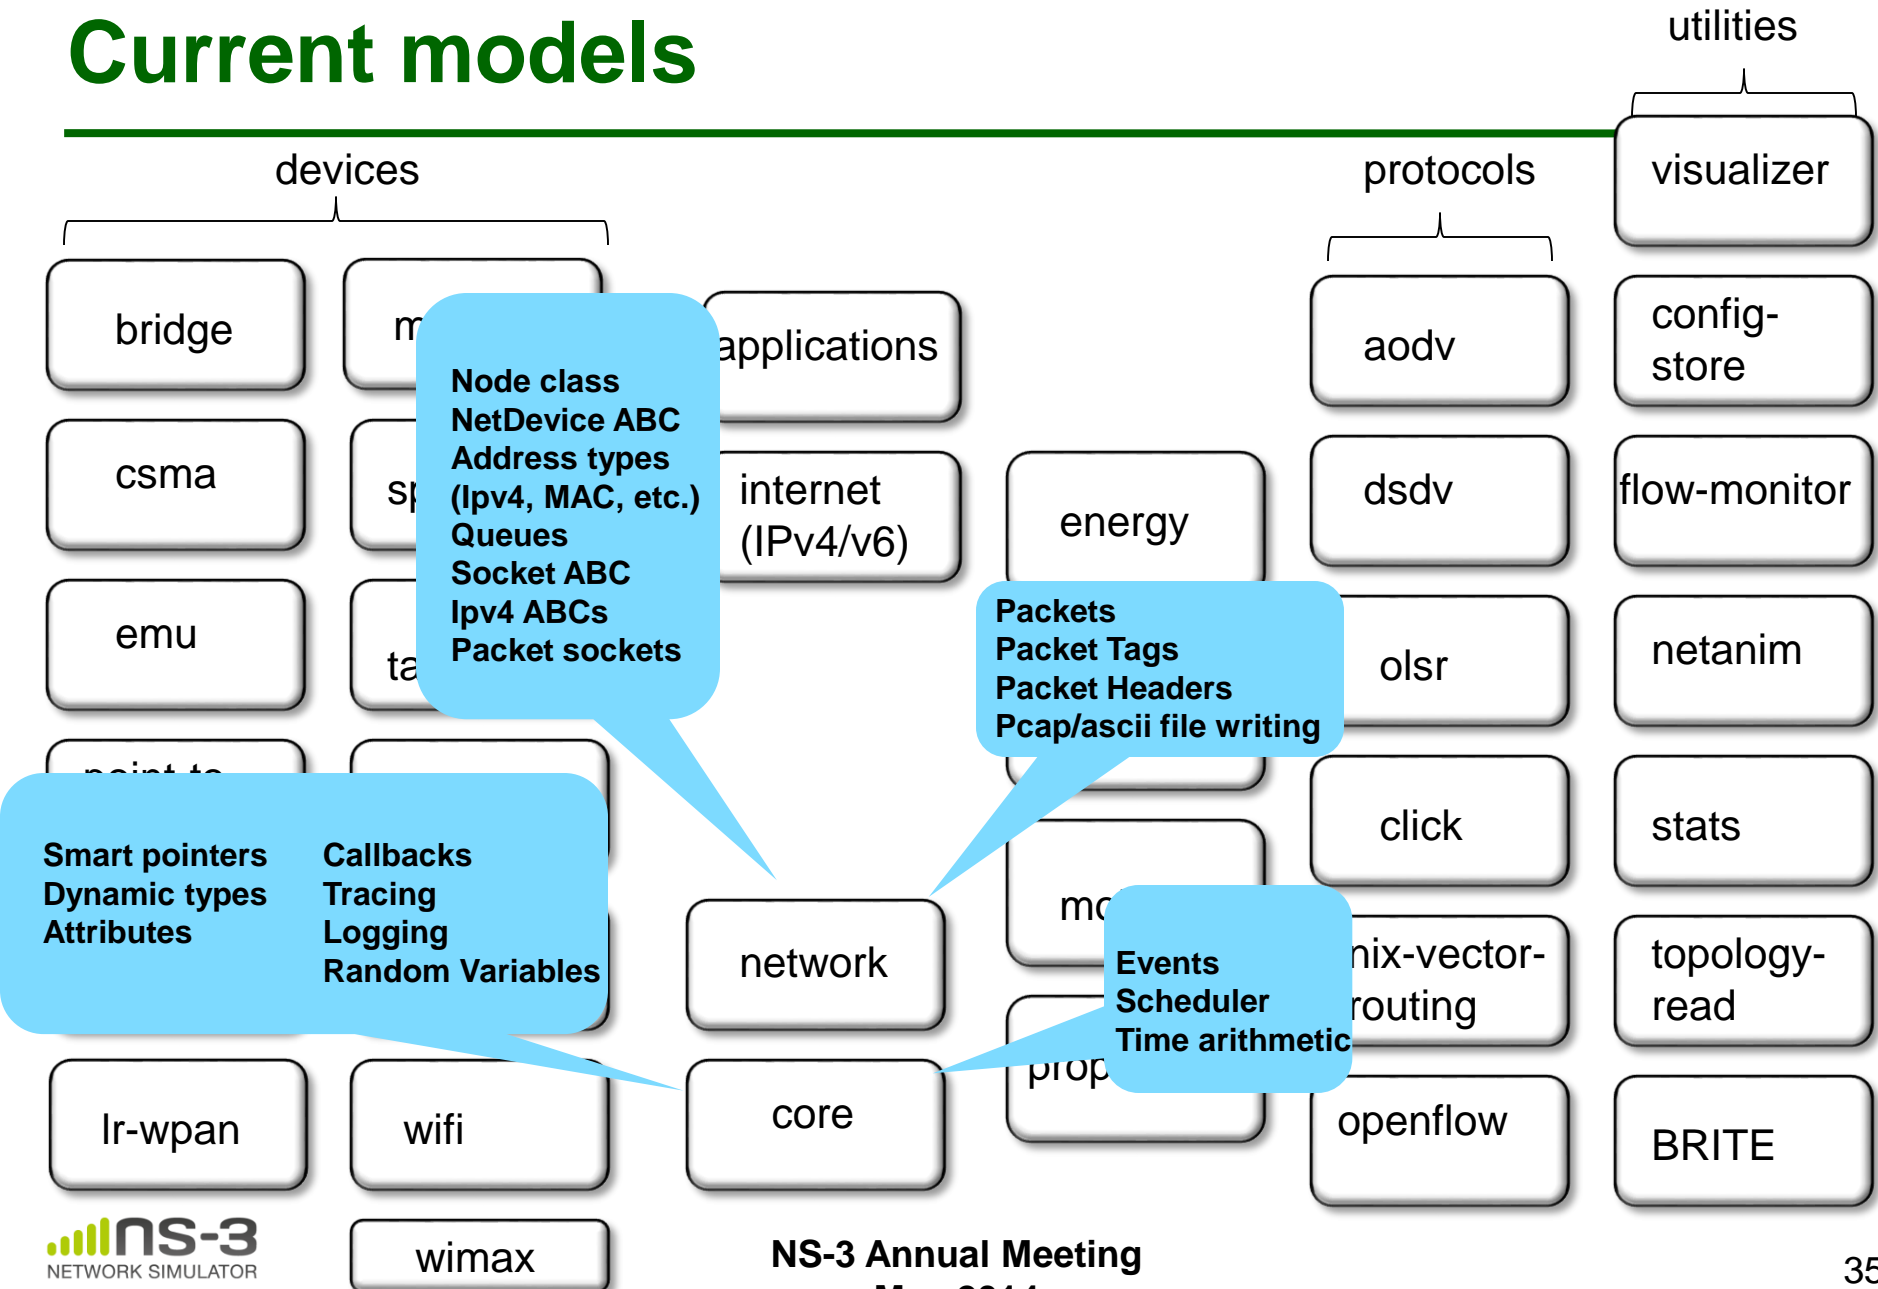 Current models
utilities
devices
protocols
visualizer
bridge
applications
aodv
config-
store
Node class
NetDevice ABC
Address types
(Ipv4, MAC, etc.)
Queues
Socket ABC
Ipv4 ABCs
Packet sockets
csma
internet
(IPv4/v6)
energy
dsdv
flow-monitor
emu
Packets
Packet Tags
Packet Headers
Pcap/ascii file writing
olsr
netanim
Smart pointers
Dynamic types
Attributes
Callbacks
Tracing
Logging
Random Variables
click
stats
network
Events
Scheduler
Time arithmetic
nix-vector-
routing
topology-
read
lr-wpan
wifi
core
openflow
BRITE
wimax
NS-3
NETWORK SIMULATOR
NS-3 Annual Meeting
35